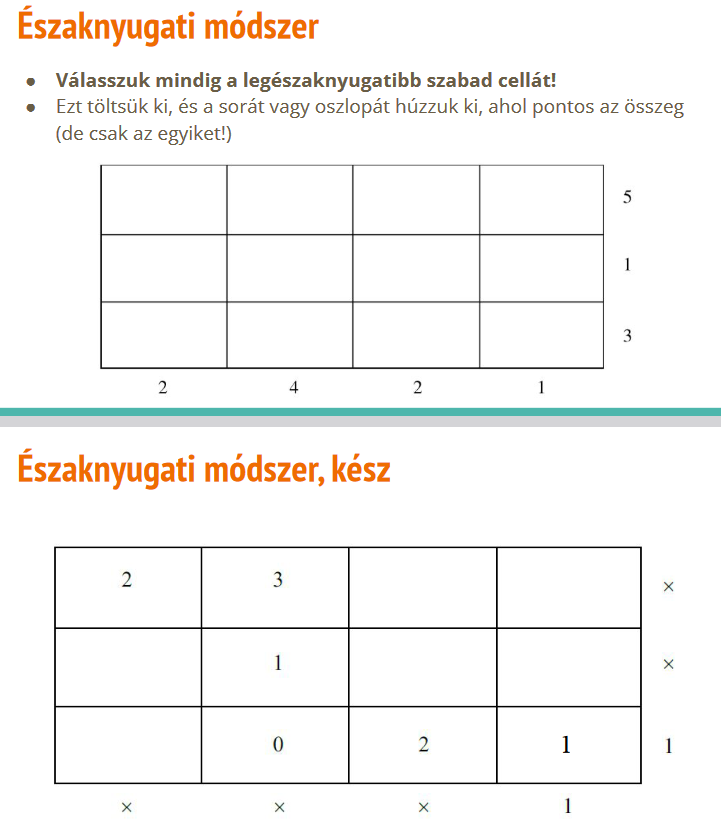 Északnyugati módszer
● Válasszuk mindig a legészaknyugatibb szabad cellát!
● Ezt töltsük ki, és a sorát vagy oszlopát húzzuk ki, ahol pontos az összeg
(de csak az egyiket!)
5
1
3
2 4 2 1
Északnyugati módszer, kész
2 3 ×
1 ×
0 2 1 1
× × × 1